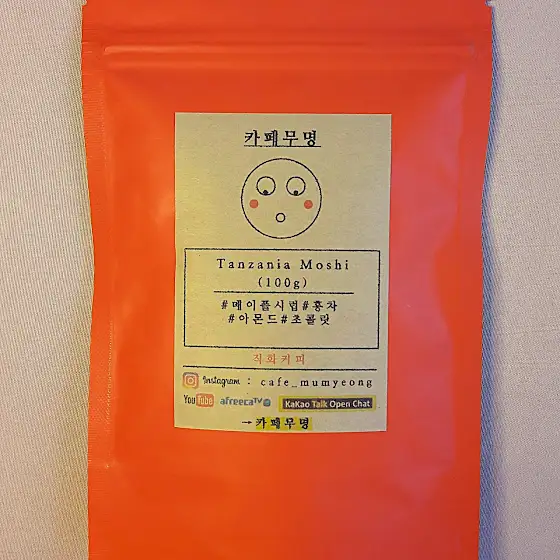 카페무명
Tanzania Moshi
(100g)
#메이플시럽#홍차
#아몬드#초콜릿
직화커피
Instagram : cafe_mumyeong
YouTube afreecaTV KaKao Talk Open Chat
→카페무명